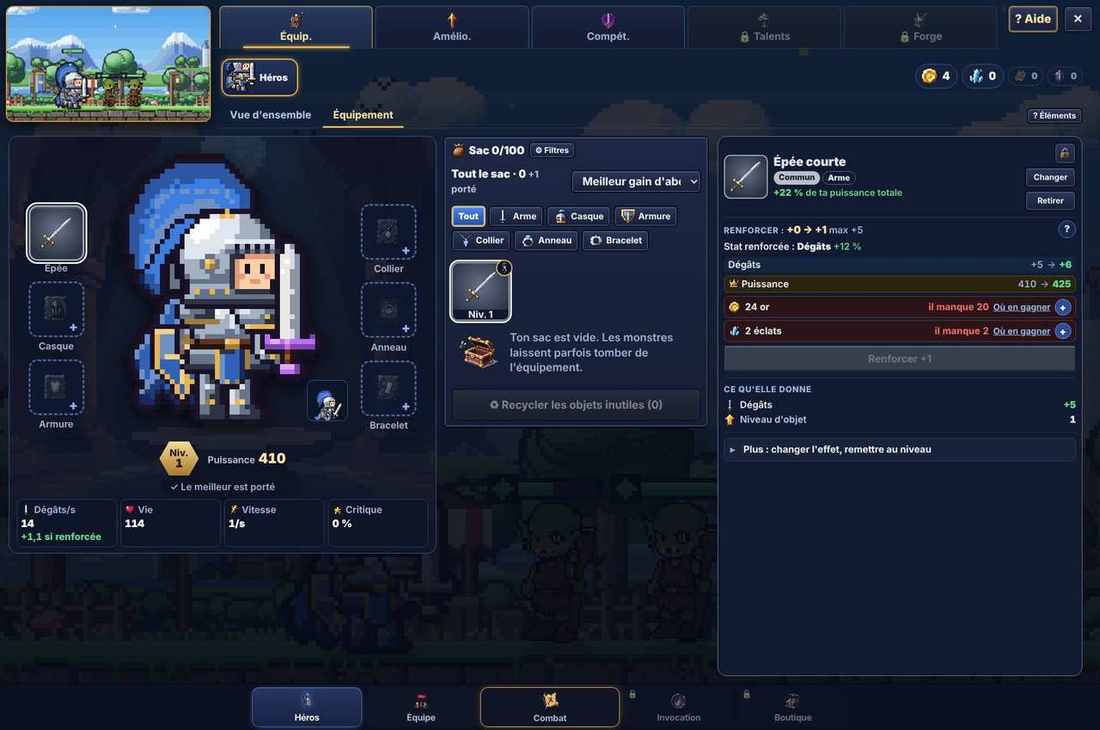 Équip.
Amélio.
Compét.
Talents
Forge
? Aide
✕
Héros
4
0
0
0
Vue d'ensemble
Équipement
? Éléments
Épée
Casque
Armure
Collier
Anneau
Bracelet
Niv.
1
Puissance 410
✓ Le meilleur est porté
Dégâts/s
14
+1,1 si renforcée
Vie
114
Vitesse
1/s
Critique
0 %
Sac 0/100
Filtres
Tout le sac · 0 +1
porté
Meilleur gain d'ab
Tout
Arme
Casque
Armure
Collier
Anneau
Bracelet
Niv. 1
Ton sac est vide. Les monstres
laissent parfois tomber de
l'équipement.
Recycler les objets inutiles (0)
Épée courte
Commun
Arme
+22 % de ta puissance totale
Changer
Retirer
RENFORCER : +0 → +1 max +5
?
Stat renforcée : Dégâts +12 %
Dégâts
+5 → +6
Puissance
410 → 425
24 or
il manque 20 Où en gagner +
2 éclats
il manque 2 Où en gagner +
Renforcer +1
CE QU'ELLE DONNE
Dégâts
+5
Niveau d'objet
1
► Plus : changer l'effet, remettre au niveau
Héros
Équipe
Combat
Invocation
Boutique